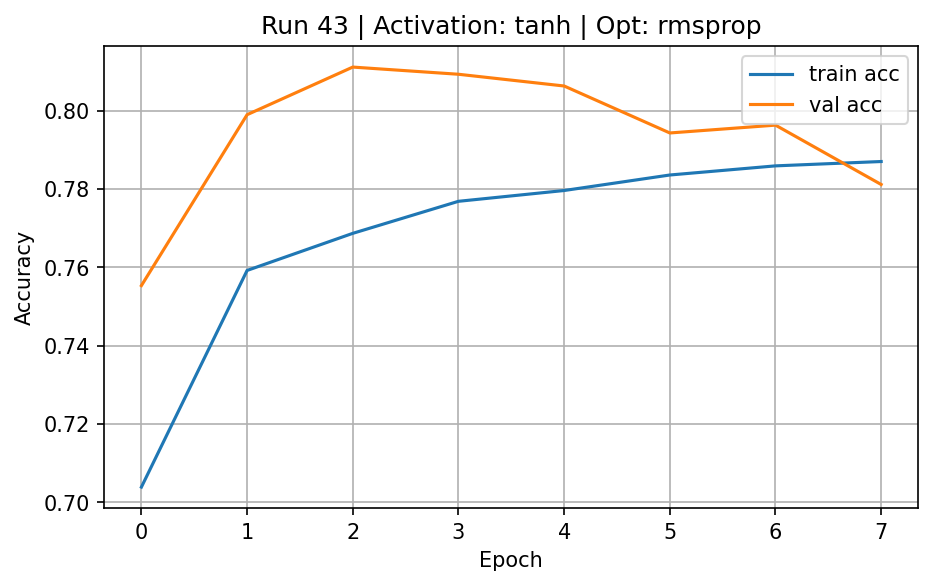 Run 43 | Activation: tanh | Opt: rmsprop
train acc
val acc
0.80
0.78
0.76
0.74
0.72
0.70
Accuracy
0 1 2 3 4 5 6 7
Epoch